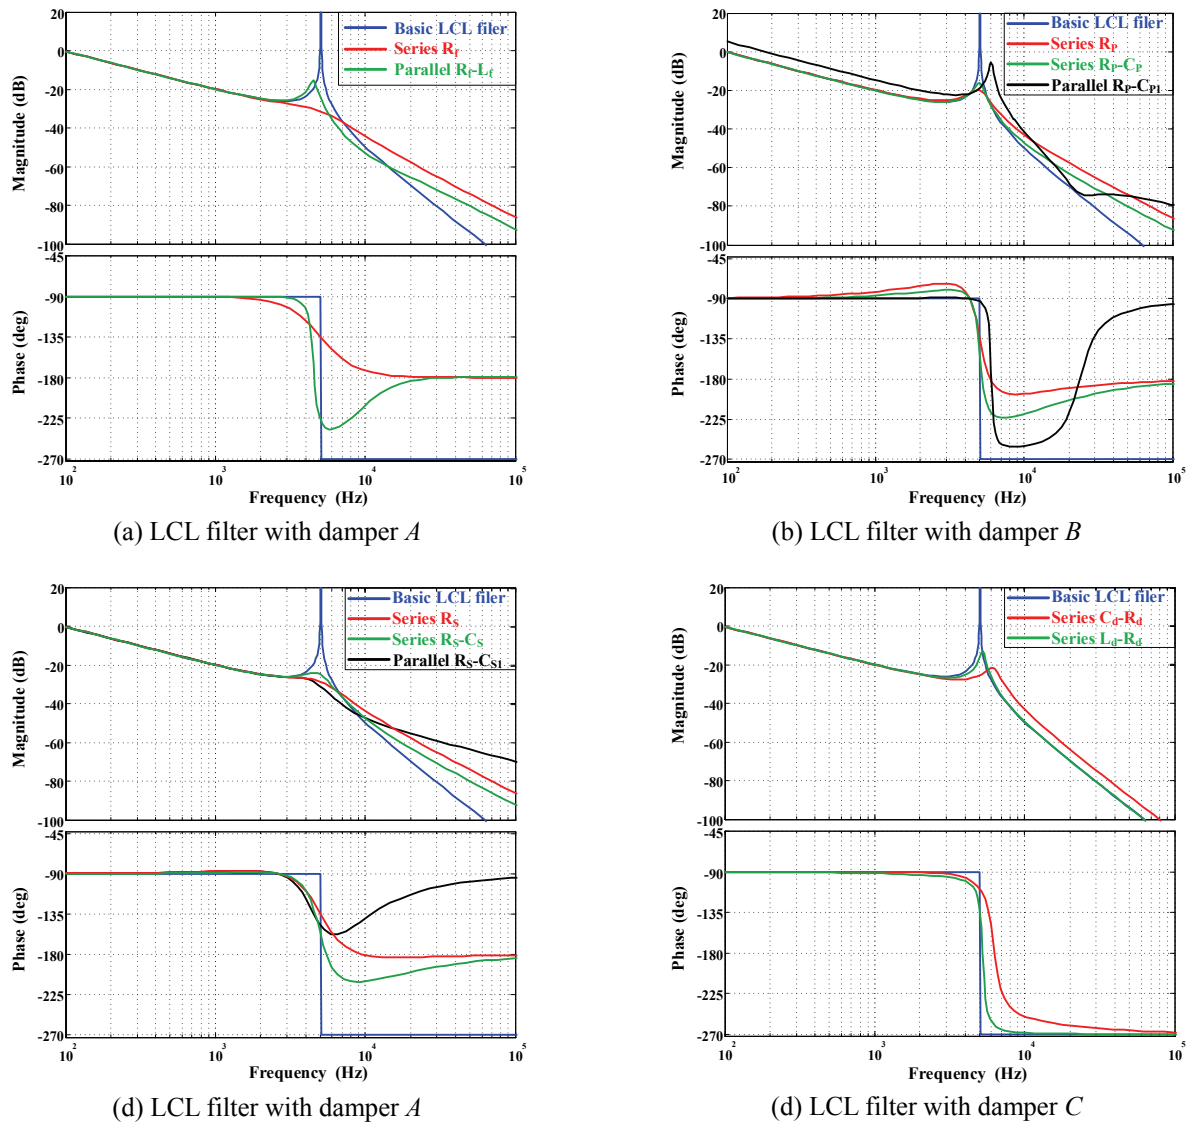 20
0
-20
-40
-60
-80
-100
Magnitude (dB)
Basic LCL filer
Series Rf
Parallel Rf-Lf
-45
-90
-135
-180
-225
-270
Phase (deg)
10^2 10^3 10^4 10^5
Frequency (Hz)
(a) LCL filter with damper A
20
0
-20
-40
-60
-80
-100
Magnitude (dB)
Basic LCL filer
Series RP
Series RP-CP
Parallel RP-CP1
-45
-90
-135
-180
-225
-270
Phase (deg)
10^2 10^3 10^4 10^5
Frequency (Hz)
(b) LCL filter with damper B
20
0
-20
-40
-60
-80
-100
Magnitude (dB)
Basic LCL filer
Series RS
Series RS-CS
Parallel RS-CS1
-45
-90
-135
-180
-225
-270
Phase (deg)
10^2 10^3 10^4 10^5
Frequency (Hz)
(d) LCL filter with damper A
20
0
-20
-40
-60
-80
-100
Magnitude (dB)
Basic LCL filer
Series Cd-Rd
Series Ld-Rd
-45
-90
-135
-180
-225
-270
Phase (deg)
10^2 10^3 10^4 10^5
Frequency (Hz)
(d) LCL filter with damper C